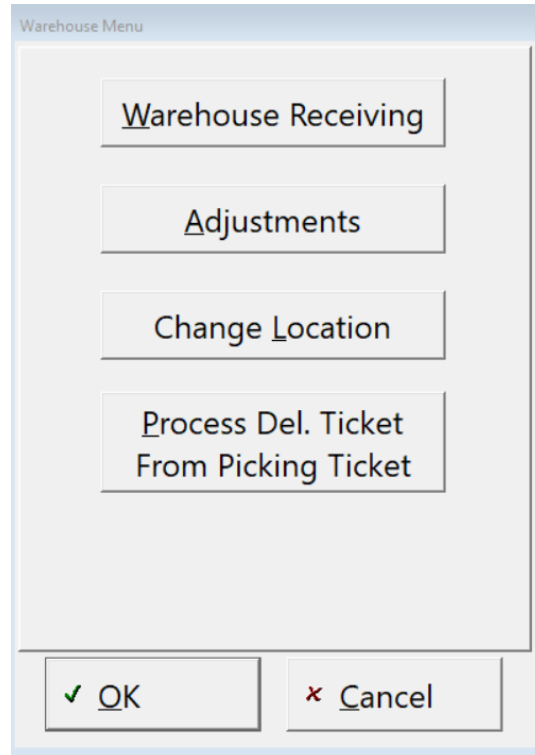 Warehouse Menu
Warehouse Receiving
Adjustments
Change Location
Process Del. Ticket
From Picking Ticket
OK
Cancel